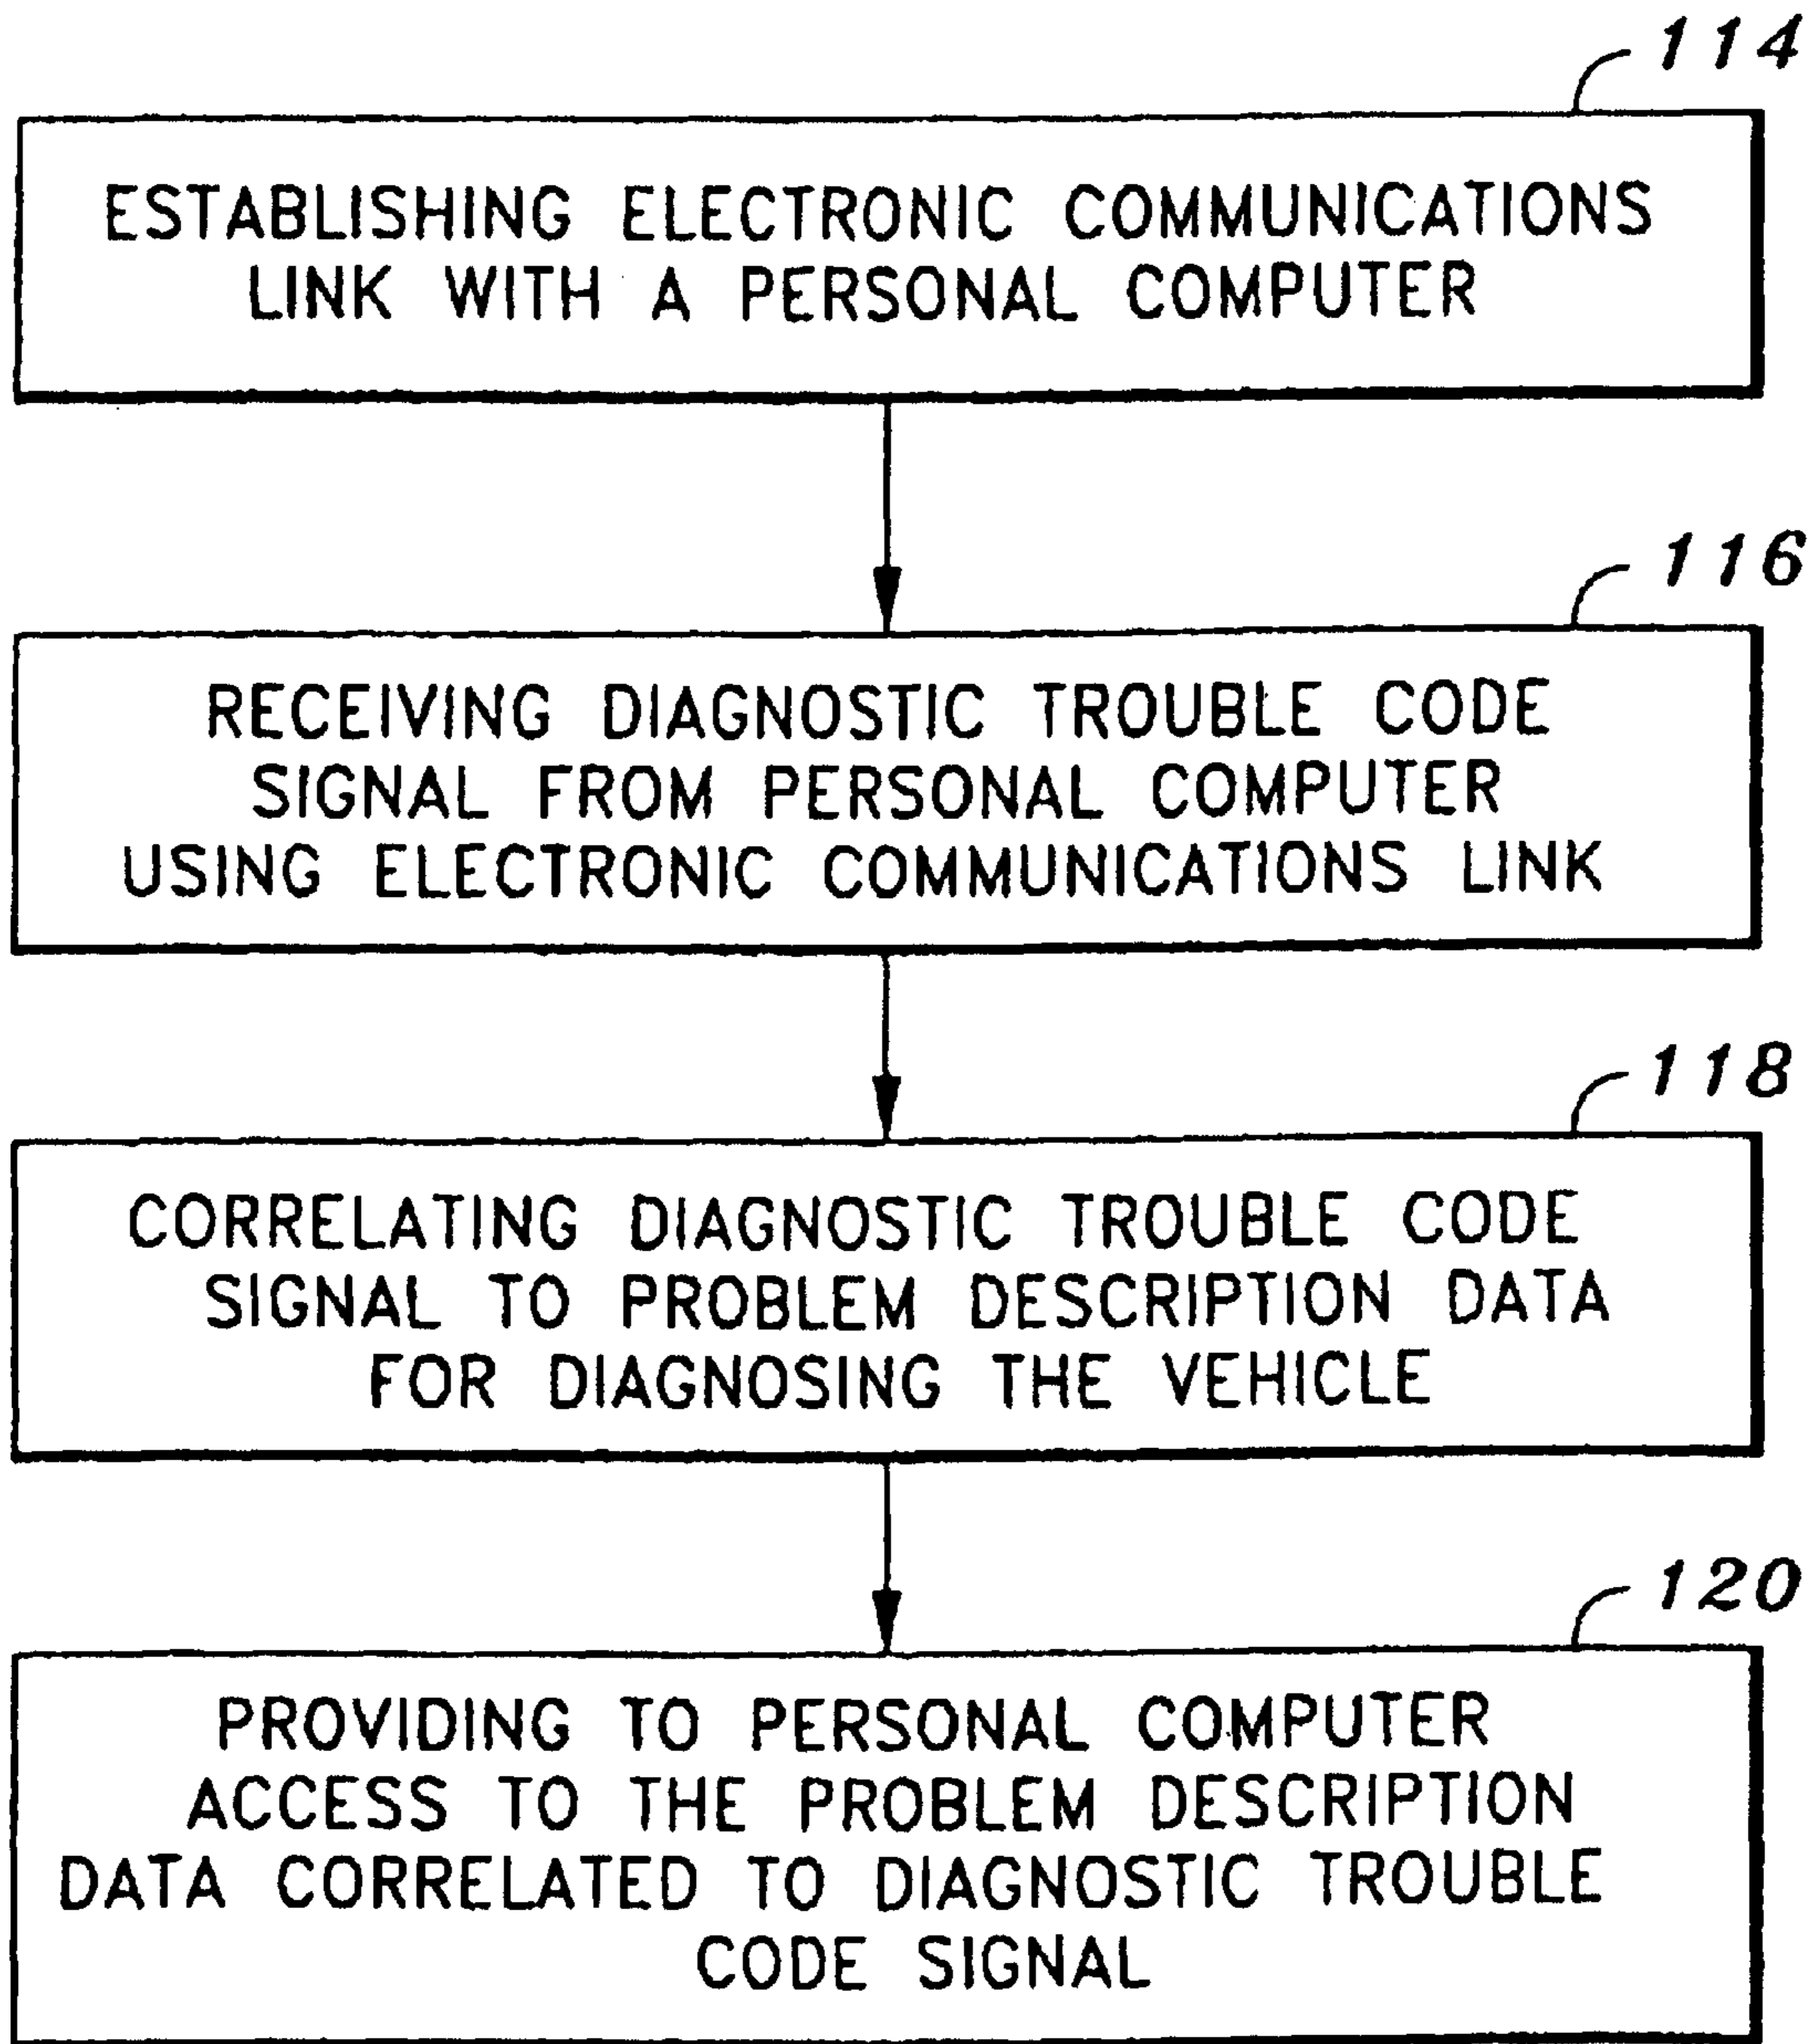 114
ESTABLISHING ELECTRONIC COMMUNICATIONS
LINK WITH A PERSONAL COMPUTER
116
RECEIVING DIAGNOSTIC TROUBLE CODE
SIGNAL FROM PERSONAL COMPUTER
USING ELECTRONIC COMMUNICATIONS LINK
118
CORRELATING DIAGNOSTIC TROUBLE CODE
SIGNAL TO PROBLEM DESCRIPTION DATA
FOR DIAGNOSING THE VEHICLE
120
PROVIDING TO PERSONAL COMPUTER
ACCESS TO THE PROBLEM DESCRIPTION
DATA CORRELATED TO DIAGNOSTIC TROUBLE
CODE SIGNAL